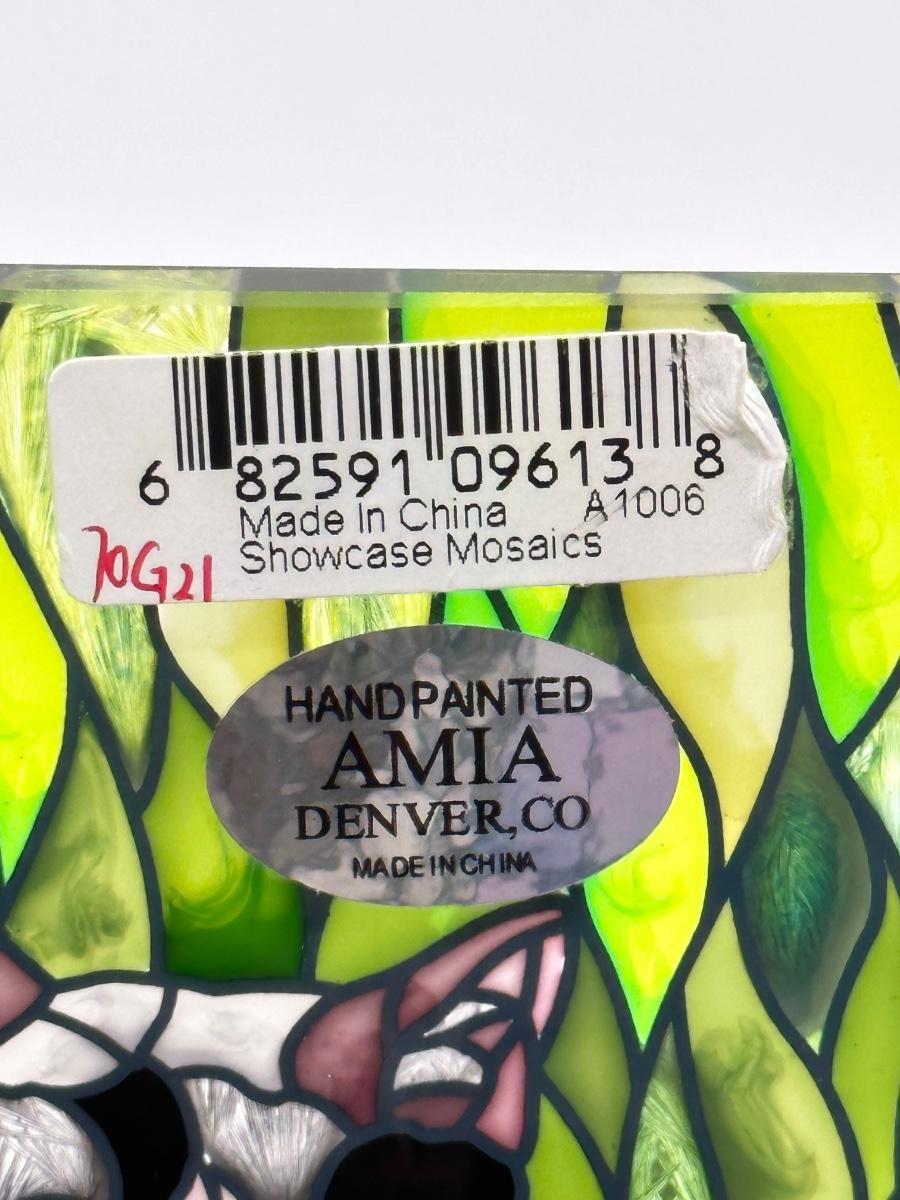 6 82591 09613 8
Made In China A1006
Showcase Mosaics
70G21
HAND PAINTED
AMIA
DENVER, CO
MADE IN CHINA